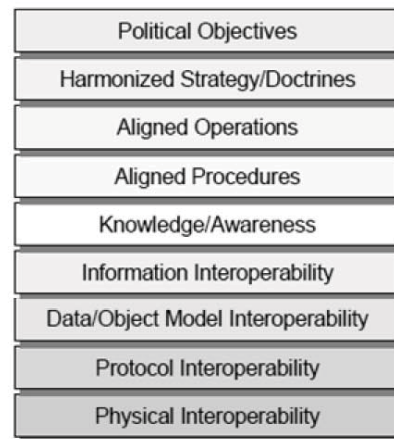 Political Objectives
Harmonized Strategy/Doctrines
Aligned Operations
Aligned Procedures
Knowledge/Awareness
Information Interoperability
Data/Object Model Interoperability
Protocol Interoperability
Physical Interoperability